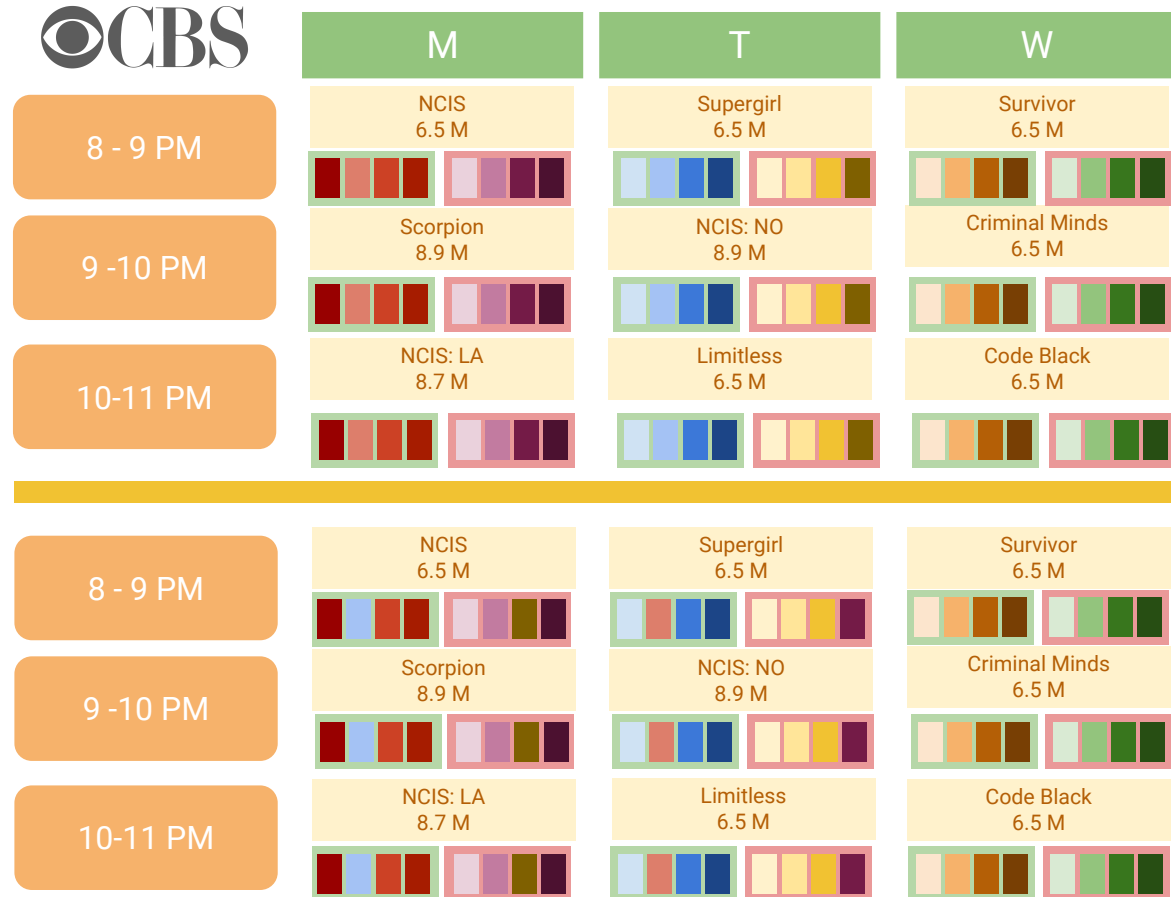 CBS
M
T
W
8 - 9 PM
NCIS
6.5 M
Supergirl
6.5 M
Survivor
6.5 M
9 -10 PM
Scorpion
8.9 M
NCIS: NO
8.9 M
Criminal Minds
6.5 M
10-11 PM
NCIS: LA
8.7 M
Limitless
6.5 M
Code Black
6.5 M
8 - 9 PM
NCIS
6.5 M
Supergirl
6.5 M
Survivor
6.5 M
9 -10 PM
Scorpion
8.9 M
NCIS: NO
8.9 M
Criminal Minds
6.5 M
10-11 PM
NCIS: LA
8.7 M
Limitless
6.5 M
Code Black
6.5 M